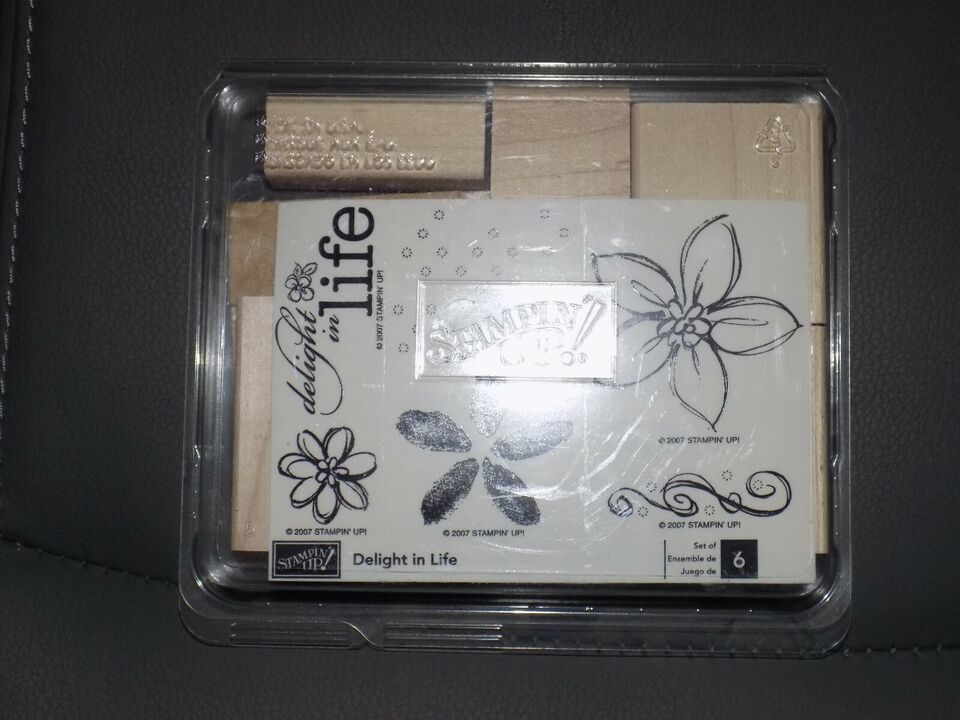 delight in life
© 2007 STAMPIN' UP!
STAMPIN' UP!
© 2007 STAMPIN' UP!
© 2007 STAMPIN' UP!
© 2007 STAMPIN' UP!
© 2007 STAMPIN' UP!
STAMPIN' UP! Delight in Life
Set of
Ensemble de
Juego de
6